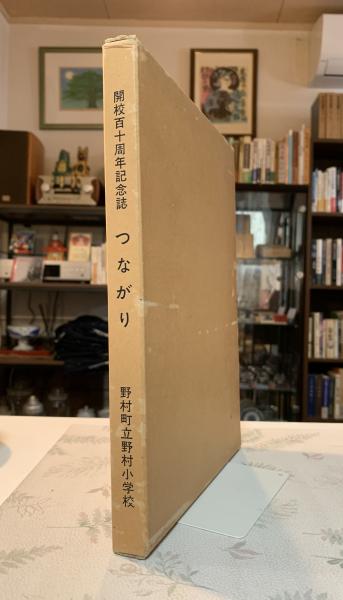 開校百十周年記念誌
つながり
野村町立野村小学校